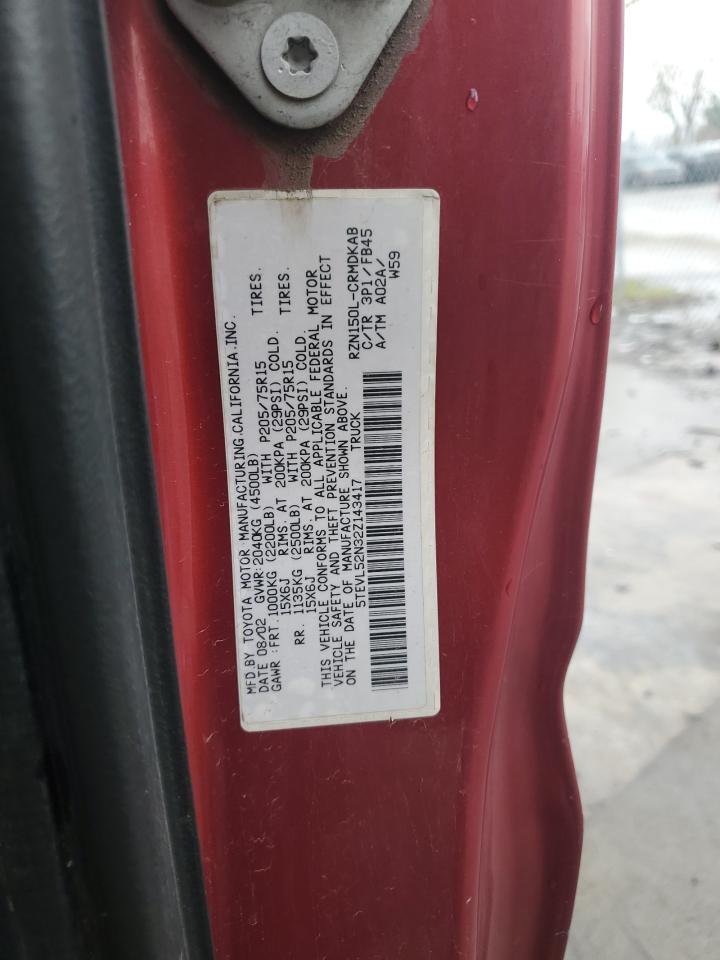 MFD BY TOYOTA MOTOR MANUFACTURING.CALIFORNIA.INC.
DATE 08/02 GVWR:2040KG (4500LB)
GAWR :FRT.1000KG (2200LB) WITH P205/75R15 TIRES.
15X6J RIMS. AT 200KPA (29PSI) COLD.
RR. 1135KG (2500LB) WITH P205/75R15 TIRES.
15X6J RIMS. AT 200KPA (29PSI) COLD.
THIS VEHICLE CONFORMS TO ALL APPLICABLE FEDERAL MOTOR
VEHICLE SAFETY AND THEFT PREVENTION STANDARDS IN EFFECT
ON THE DATE OF MANUFACTURE SHOWN ABOVE.
5TEVL52N32Z143417 TRUCK
RZN150L-CRMDKAB
C/TR 3P1/FB45
A/TM A02A/
W59